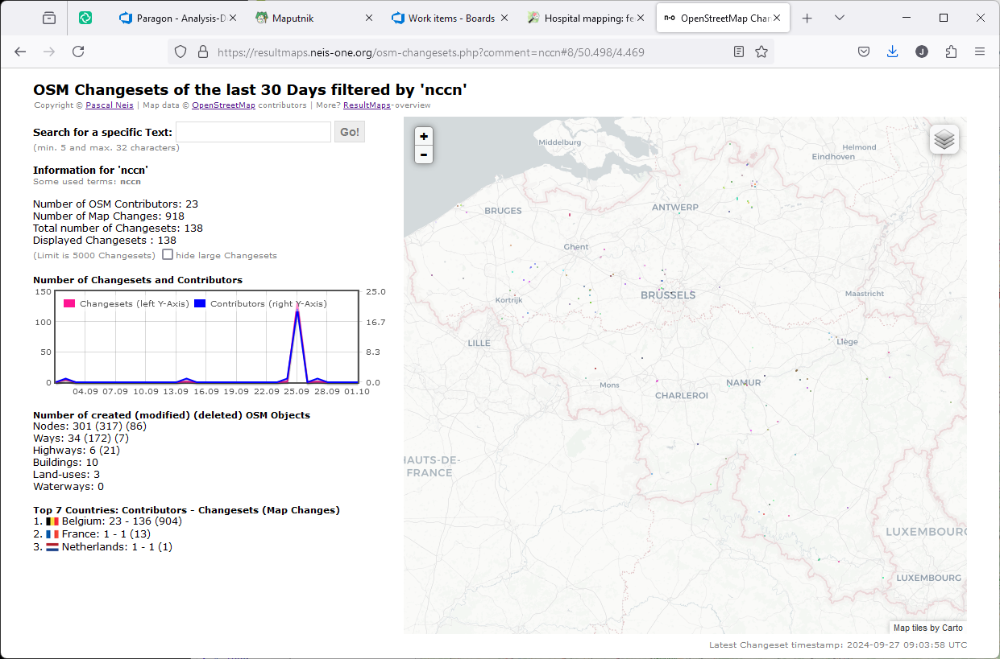 Paragon - Analysis-D
Maputnik
Work items - Boards
Hospital mapping: fe
n-o OpenStreetMap Char
https://resultmaps.neis-one.org/osm-changesets.php?comment=nccn#8/50.498/4.469
J
OSM Changesets of the last 30 Days filtered by 'nccn'
Copyright © Pascal Neis | Map data © OpenStreetMap contributors | More? ResultMaps-overview
Search for a specific Text: Go!
(min. 5 and max. 32 characters)
Information for 'nccn'
Some used terms: nccn
Number of OSM Contributors: 23
Number of Map Changes: 918
Total number of Changesets: 138
Displayed Changesets : 138
(Limit is 5000 Changesets) hide large Changesets
Number of Changesets and Contributors
150 25.0
Changesets (left Y-Axis) Contributors (right Y-Axis)
100 16.7
50 8.3
0 0.0
04.09 07.09 10.09 13.09 16.09 19.09 22.09 25.09 28.09 01.10
Number of created (modified) (deleted) OSM Objects
Nodes: 301 (317) (86)
Ways: 34 (172) (7)
Highways: 6 (21)
Buildings: 10
Land-uses: 3
Waterways: 0
Top 7 Countries: Contributors - Changesets (Map Changes)
1. Belgium: 23 - 136 (904)
2. France: 1 - 1 (13)
3. Netherlands: 1 - 1 (1)
+
-
Middelburg
Helmond
Eindhoven
BRUGES
ANTWERP
Ghent
BRUSSELS
Maastricht
Kortrijk
LILLE
Liège
Mons
NAMUR
CHARLEROI
HAUTS-DE-
FRANCE
LUXEMBOURG
LUXEMBOURG
Map tiles by Carto
Latest Changeset timestamp: 2024-09-27 09:03:58 UTC